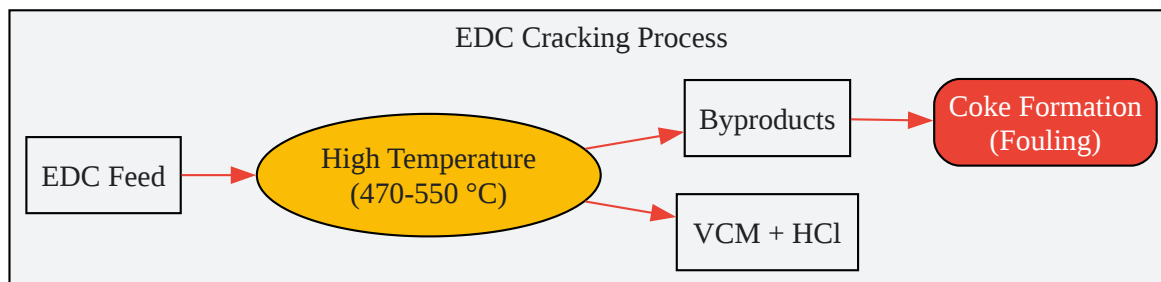 EDC Cracking Process
EDC Feed
High Temperature
(470-550 °C)
Byproducts
VCM + HCl
Coke Formation
(Fouling)